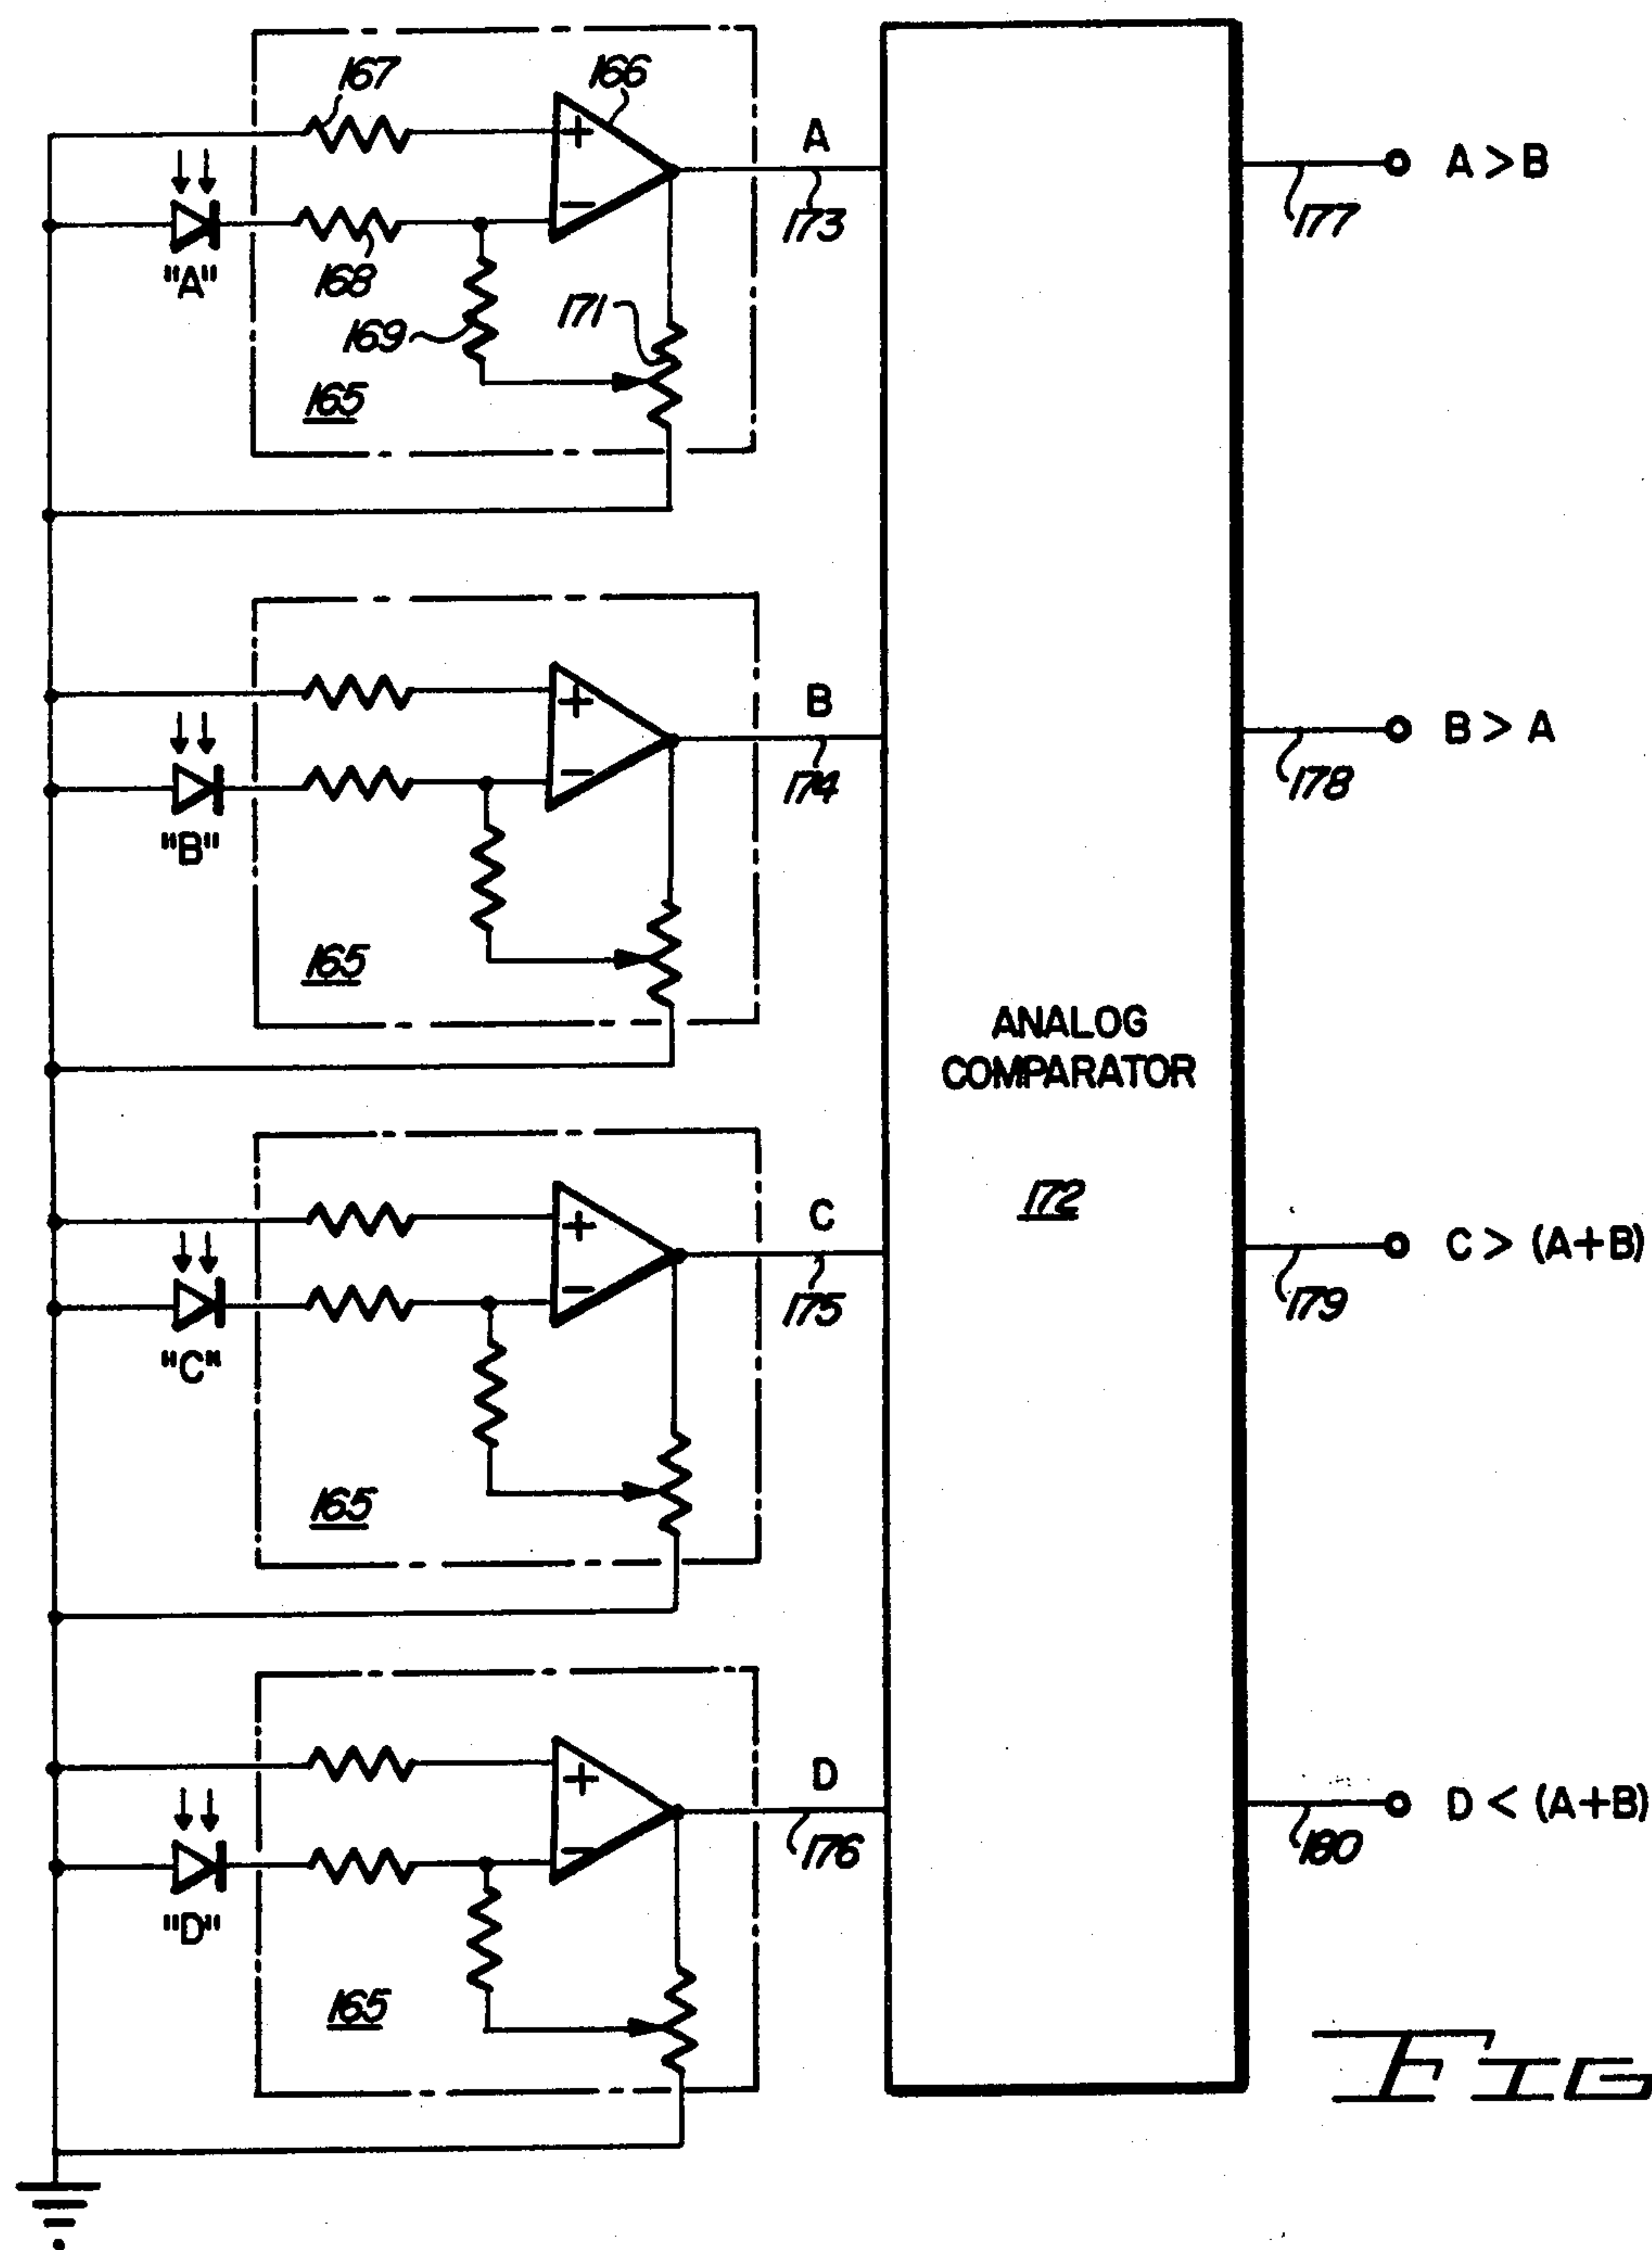 167
166
+
−
"A"
168
169
171
165
A
173
A > B
177
+
−
"B"
165
B
174
B > A
178
ANALOG
COMPARATOR
172
+
−
"C"
165
C
175
C > (A+B)
179
+
−
"D"
165
D
176
D < (A+B)
180
FIG